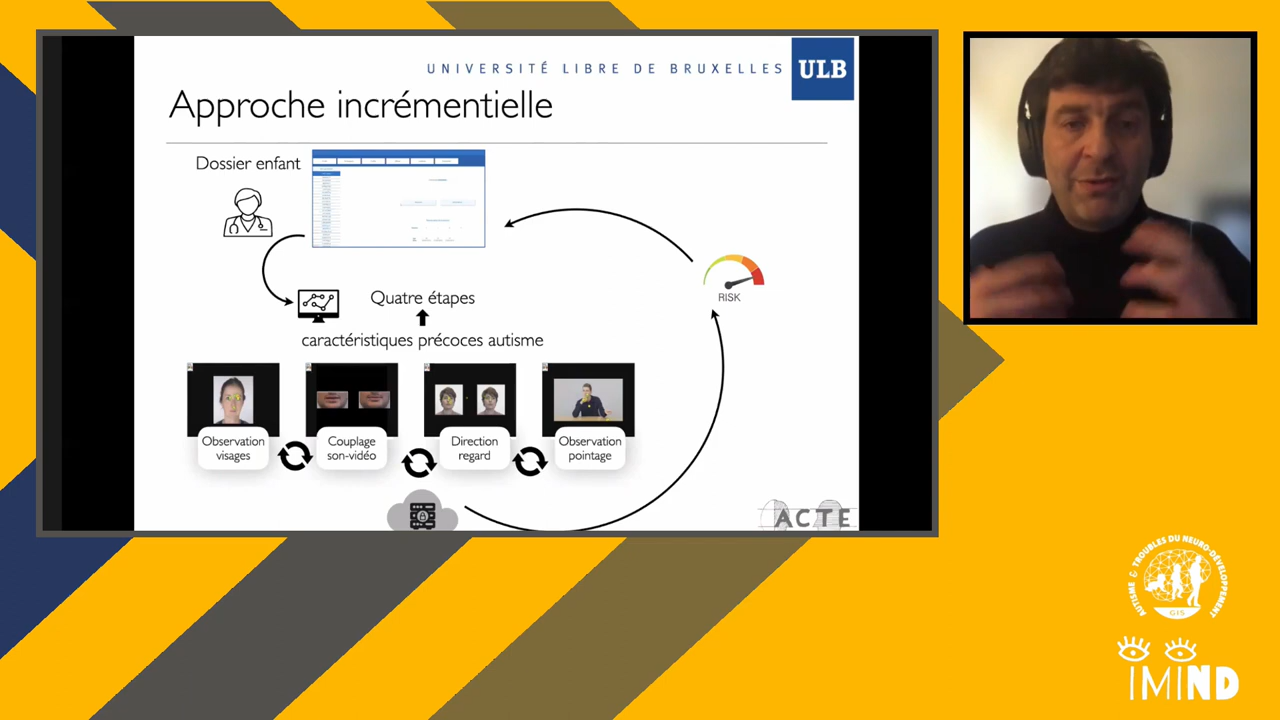 UNIVERSITÉ LIBRE DE BRUXELLES
ULB
Approche incrémentielle
Dossier enfant
RISK
Quatre étapes
caractéristiques précoces autisme
Observation
visages
Couplage
son-vidéo
Direction
regard
Observation
pointage
ACTE
AUTISME & TROUBLES DU NEURO-DÉVELOPPEMENT
GIS
iMiND